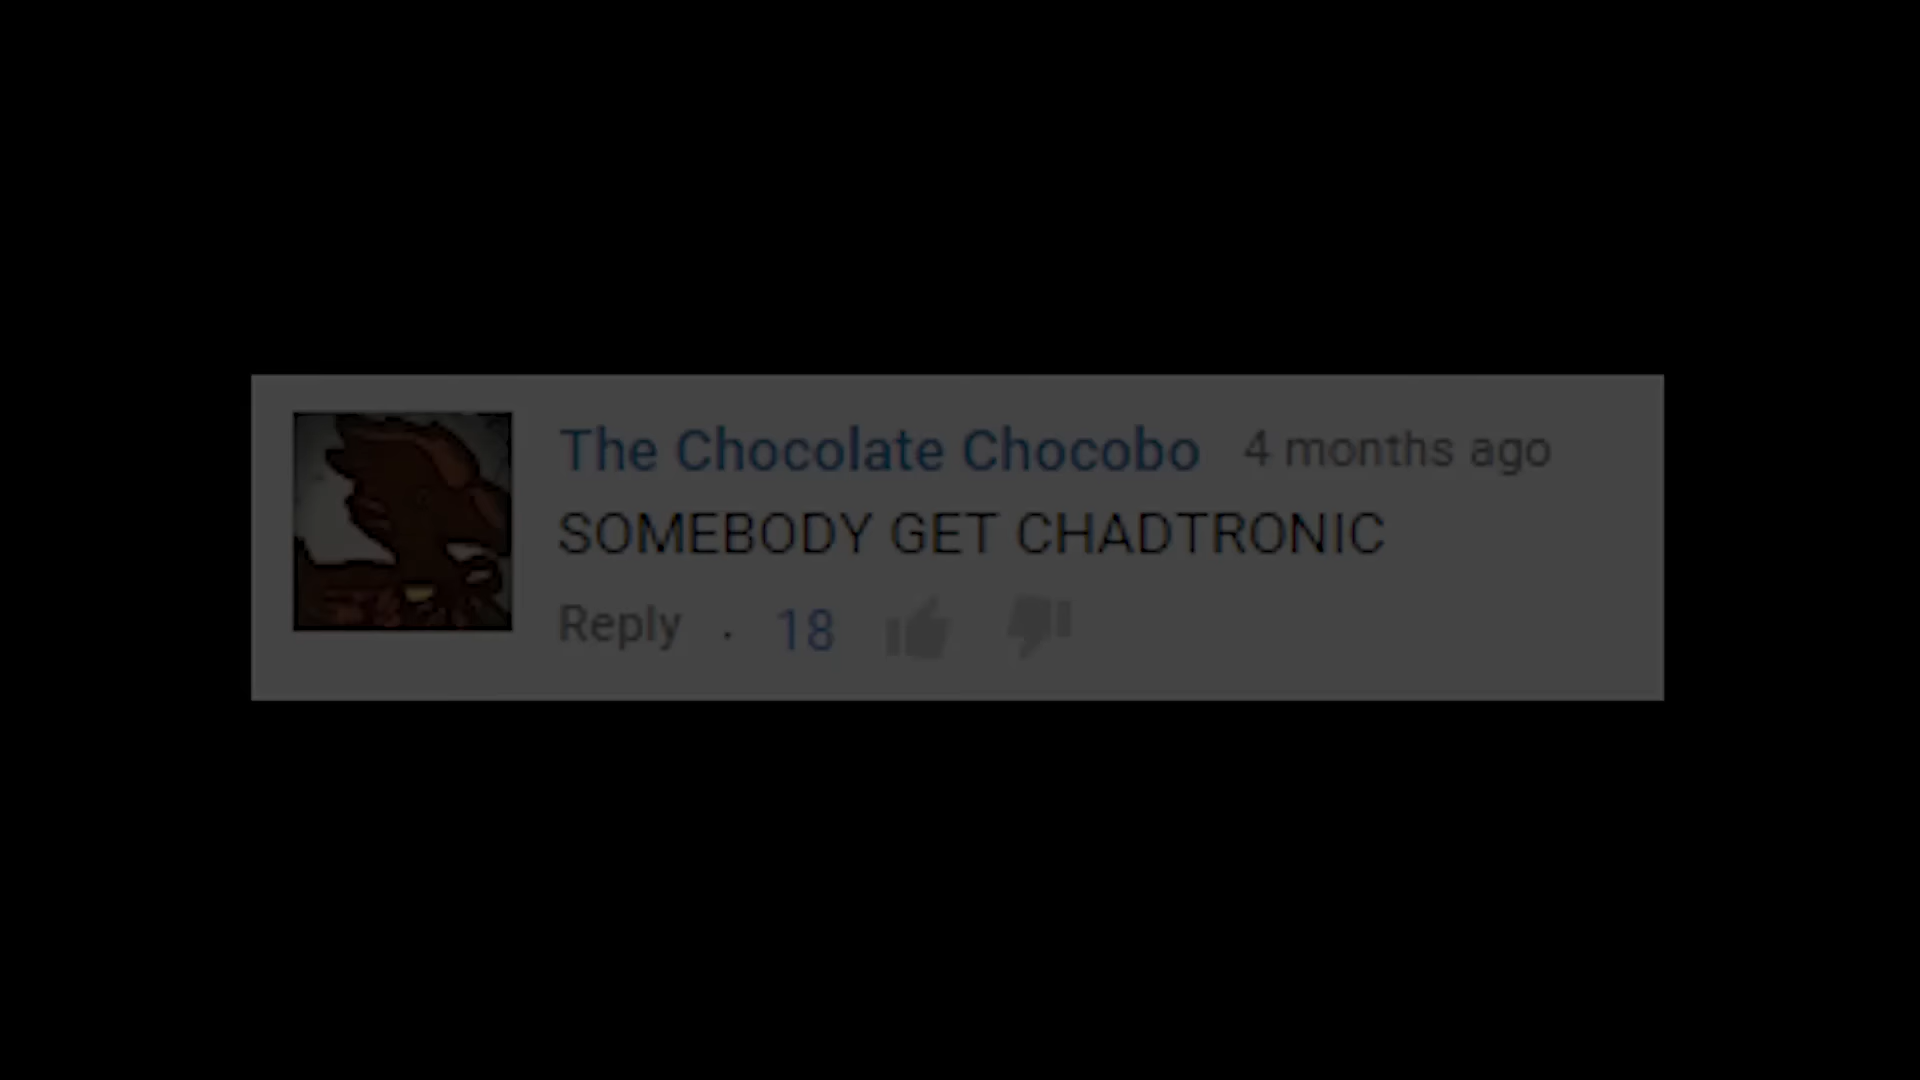 The Chocolate Chocobo 4 months ago
SOMEBODY GET CHADTRONIC
Reply . 18